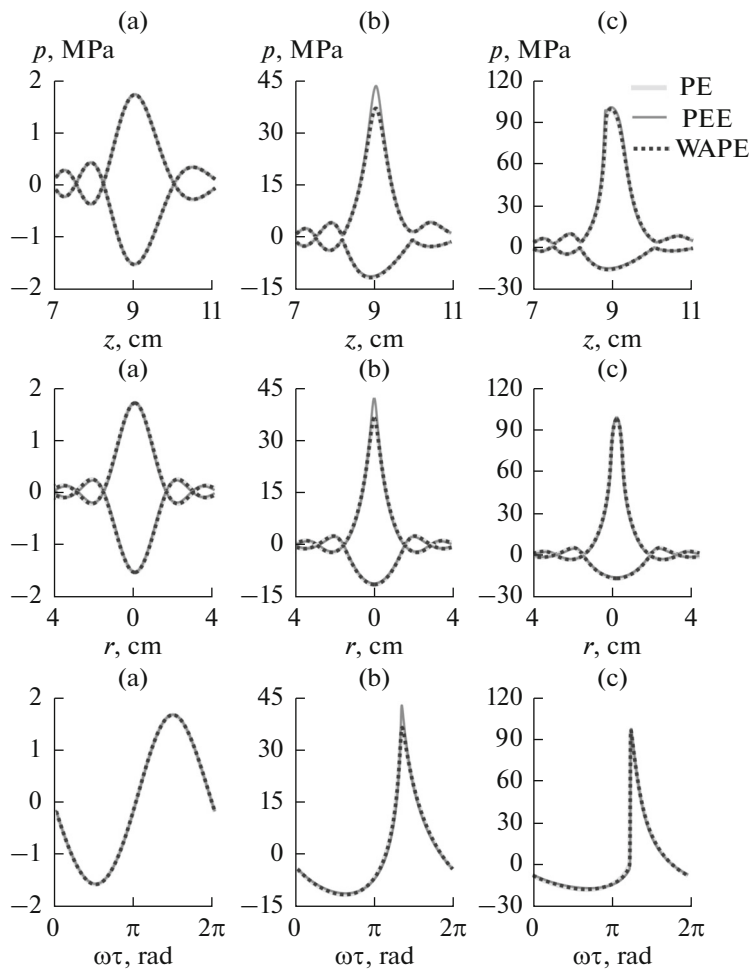 (a) (b) (c)
p, MPa p, MPa p, MPa
2 45 120
1 30 90
0 15 60
−1 0 30
−2 −15 0
−30
PE
PEE
WAPE
7 9 11 7 9 11 7 9 11
z, cm z, cm z, cm
(a) (b) (c)
2 45 120
1 30 90
0 15 60
−1 0 30
−2 −15 0
−30
4 0 4 4 0 4 4 0 4
r, cm r, cm r, cm
(a) (b) (c)
2 45 120
1 30 90
0 15 60
−1 0 30
−2 −15 0
−30
0 π 2π 0 π 2π 0 π 2π
ωτ, rad ωτ, rad ωτ, rad